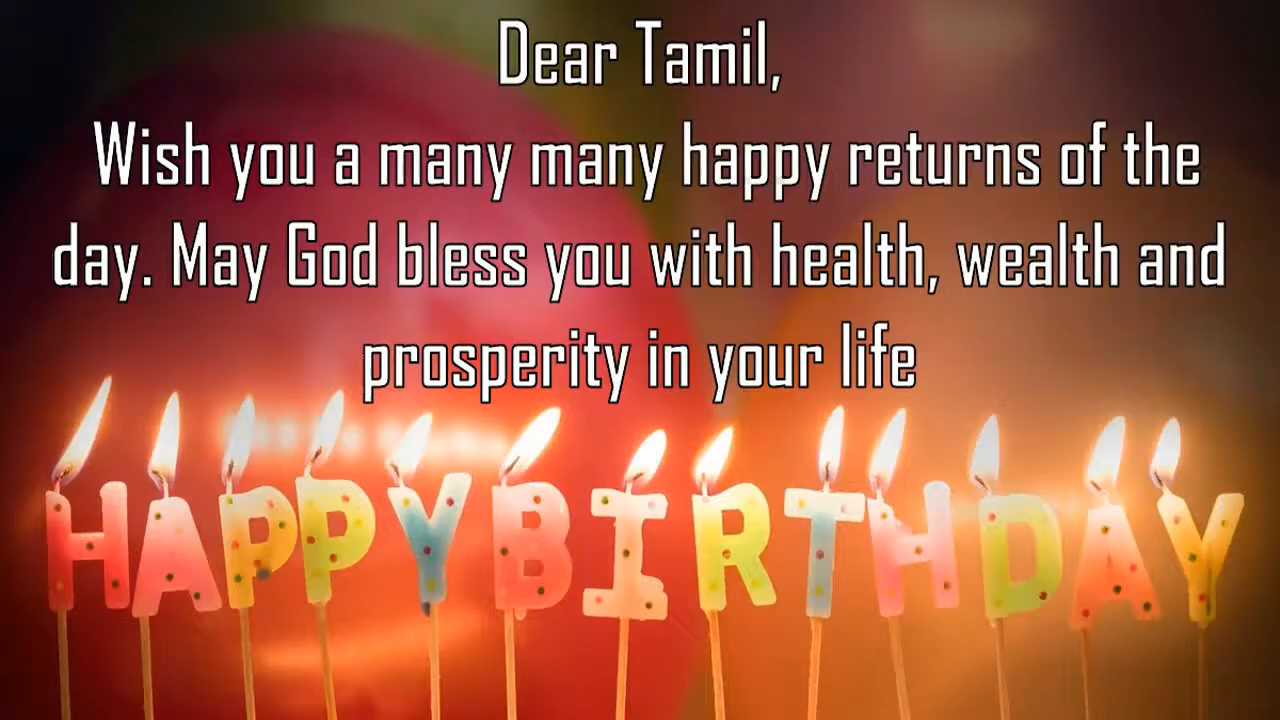 Dear Tamil,
Wish you a many many happy returns of the
day. May God bless you with health, wealth and
prosperity in your life
HAPPY BIRTHDAY